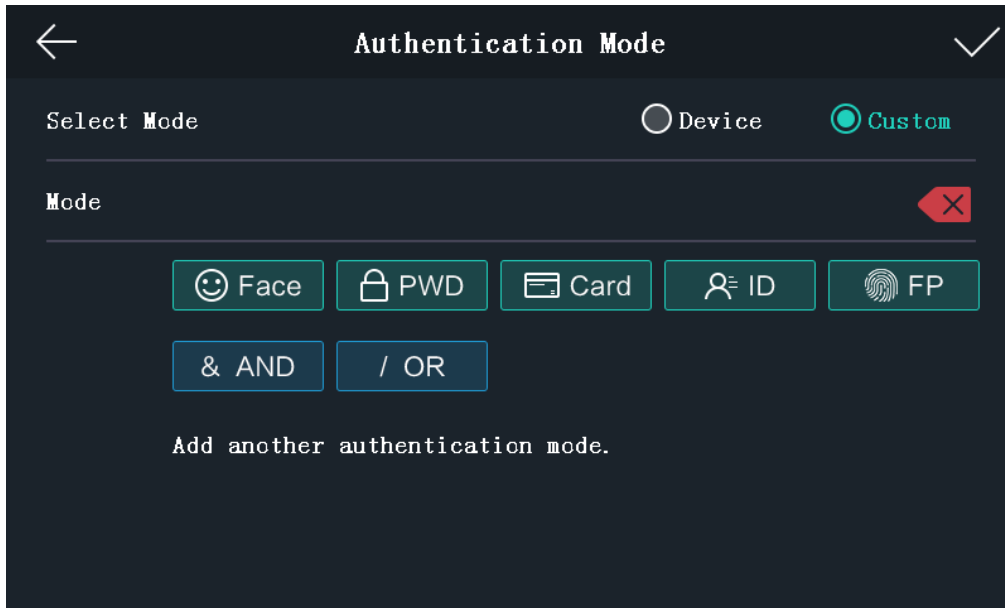 Authentication Mode
Select Mode Device Custom
Mode
Face PWD Card ID FP
& AND / OR
Add another authentication mode.